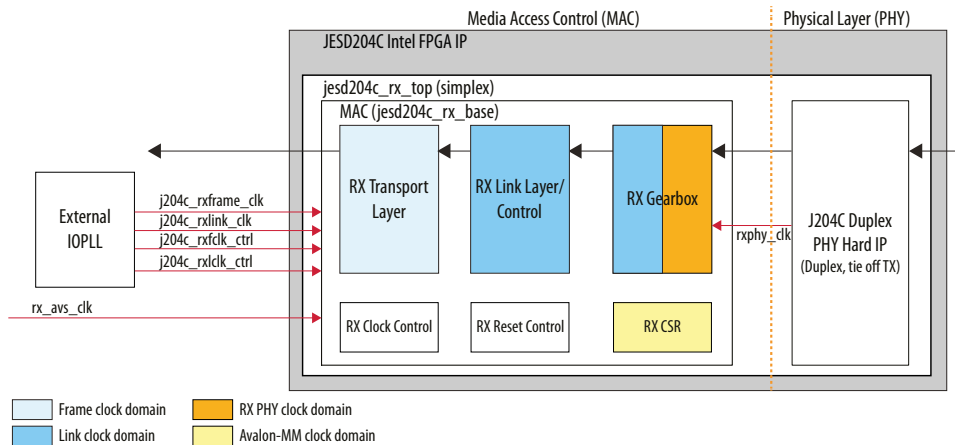 Media Access Control (MAC)
Physical Layer (PHY)
JESD204C Intel FPGA IP
jesd204c_rx_top (simplex)
MAC (jesd204c_rx_base)
RX Transport
Layer
RX Link Layer/
Control
RX Gearbox
J204C Duplex
PHY Hard IP
(Duplex, tie off TX)
rxphy_clk
External
IOPLL
j204c_rxframe_clk
j204c_rxlink_clk
j204c_rxfclk_ctrl
j204c_rxlclk_ctrl
rx_avs_clk
RX Clock Control
RX Reset Control
RX CSR
Frame clock domain
RX PHY clock domain
Link clock domain
Avalon-MM clock domain